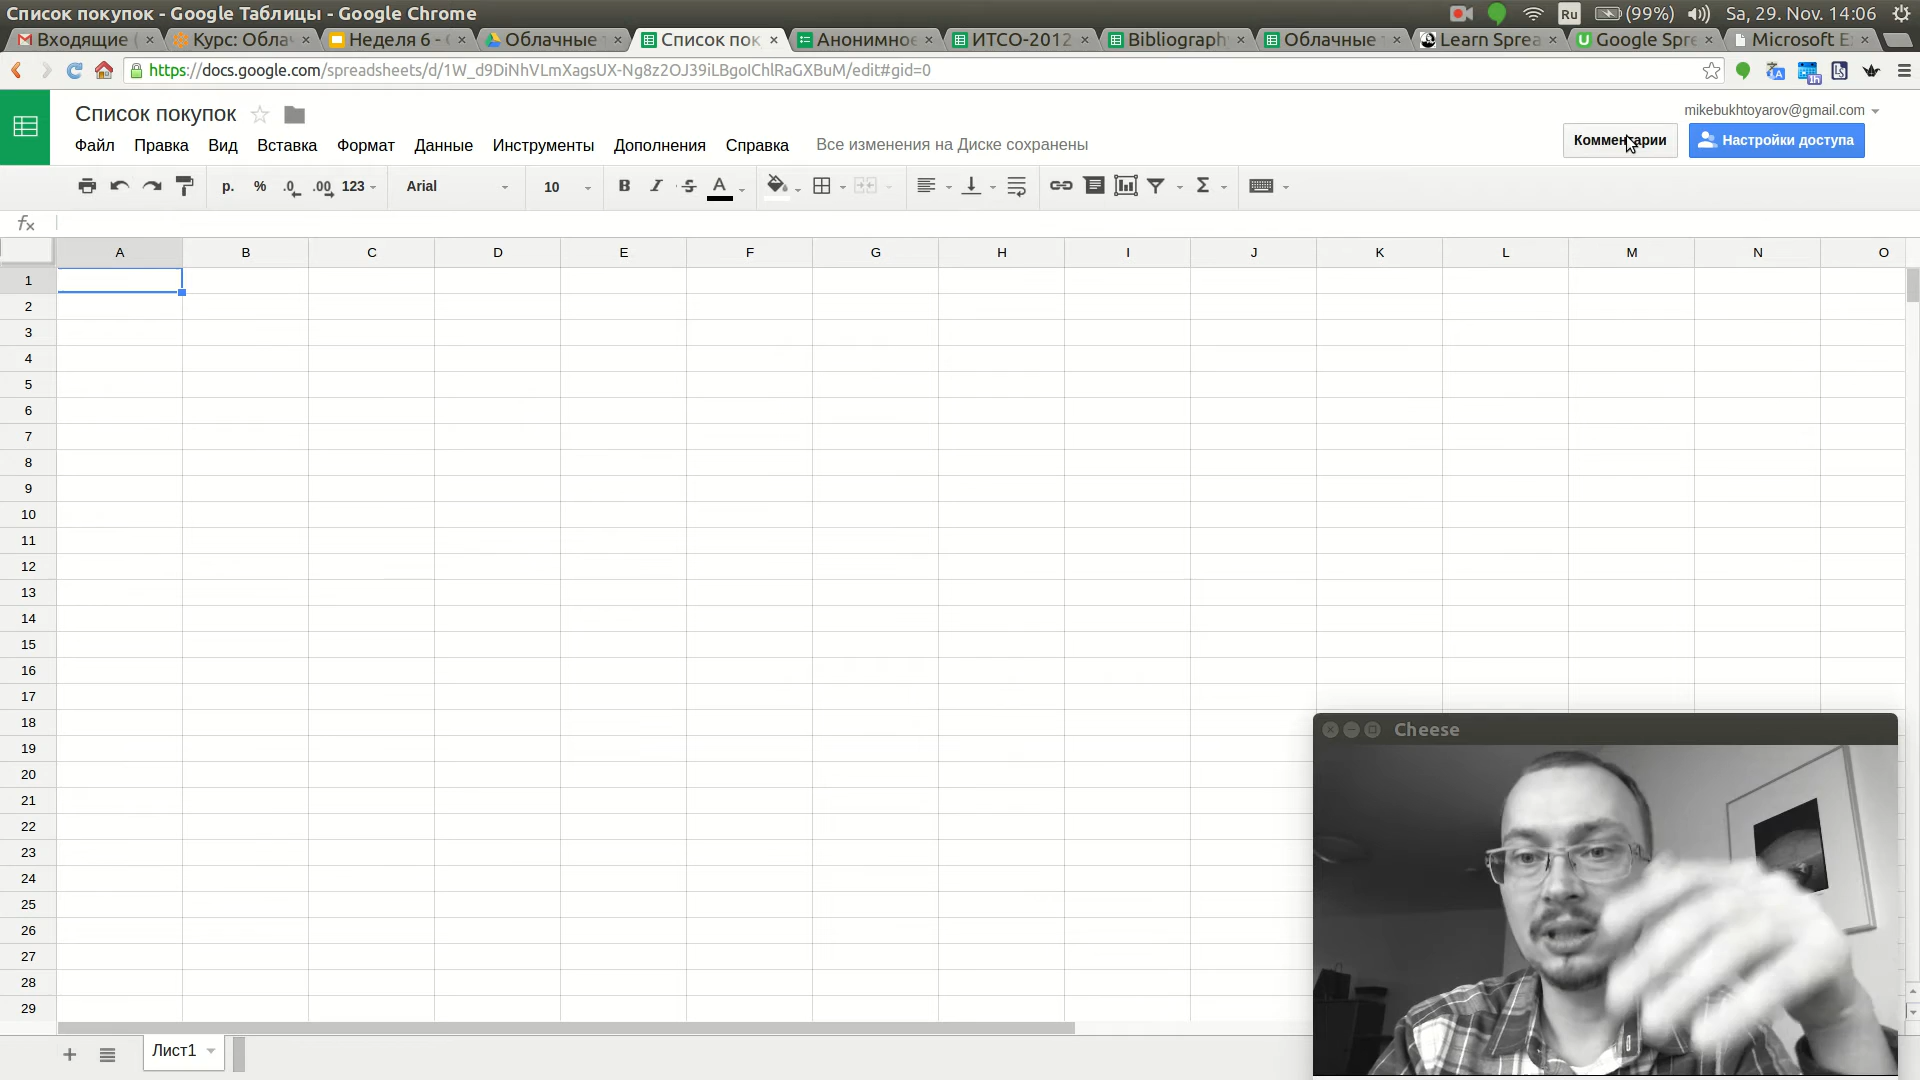 Список покупок - Google Таблицы - Google Chrome
Ru (99%) Sa, 29. Nov. 14:06
Входящие ( Курс: Обла Неделя 6 - Облачные Список пок Анонимное ИТСО-2012 Bibliography Облачные Learn Sprea Google Spre Microsoft E
https://docs.google.com/spreadsheets/d/1W_d9DiNhVLmXagsUX-Ng8z2OJ39iLBgoIChlRaGXBuM/edit#gid=0
Список покупок
mikebukhtoyarov@gmail.com
Файл Правка Вид Вставка Формат Данные Инструменты Дополнения Справка Все изменения на Диске сохранены
Комментарии Настройки доступа
р. % .0 .00 123 Arial 10 B I S A Σ
fx
A B C D E F G H I J K L M N O
1
2
3
4
5
6
7
8
9
10
11
12
13
14
15
16
17
18
19
20
21
22
23
24
25
26
27
28
29
Cheese
Лист1